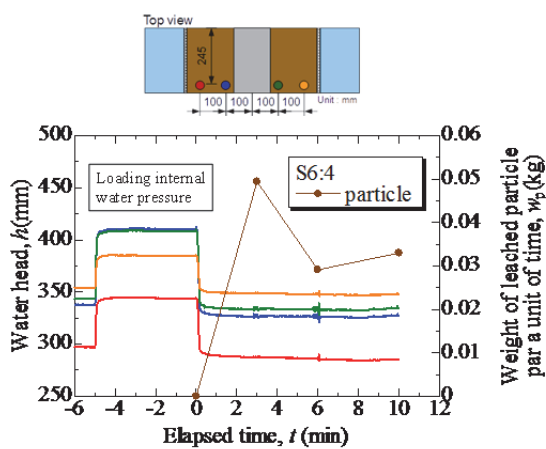 Top view
245
100 100 100 100
Unit : mm
Loading internal
water pressure
S6:4
particle
Water head, h(mm)
500
450
400
350
300
250
-6 -4 -2 0 2 4 6 8 10 12
Elapsed time, t (min)
0.06
0.05
0.04
0.03
0.02
0.01
0
Weight of leached particle
par a unit of time, wp(kg)